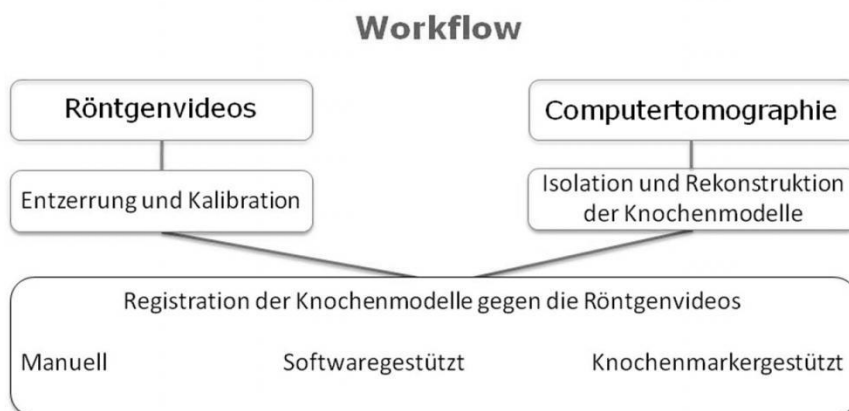 Workflow
Röntgenvideos
Computertomographie
Entzerrung und Kalibration
Isolation und Rekonstruktion
der Knochenmodelle
Registration der Knochenmodelle gegen die Röntgenvideos
Manuell
Softwaregestützt
Knochenmarkergestützt